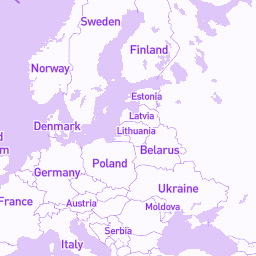 Sweden
Finland
Norway
Estonia
Latvia
Denmark
Lithuania
d
m
Belarus
Poland
Germany
Ukraine
France
Austria
Moldova
Serbia
Italy